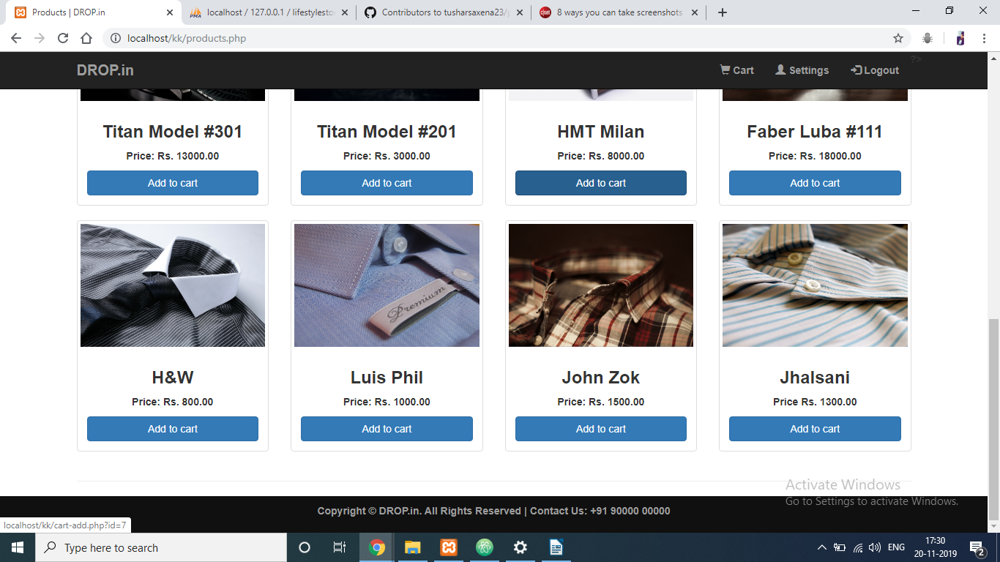 Products | DROP.in
localhost / 127.0.0.1 / lifestylesto
Contributors to tusharsaxena23/p
8 ways you can take screenshots
localhost/kk/products.php
DROP.in
Cart
Settings
Logout
?>
Titan Model #301
Price: Rs. 13000.00
Add to cart
Titan Model #201
Price: Rs. 3000.00
Add to cart
HMT Milan
Price: Rs. 8000.00
Add to cart
Faber Luba #111
Price: Rs. 18000.00
Add to cart
Premium
H&W
Price: Rs. 800.00
Add to cart
Luis Phil
Price: Rs. 1000.00
Add to cart
John Zok
Price: Rs. 1500.00
Add to cart
Jhalsani
Price Rs. 1300.00
Add to cart
Activate Windows
Go to Settings to activate Windows.
Copyright © DROP.in. All Rights Reserved | Contact Us: +91 90000 00000
localhost/kk/cart-add.php?id=7
Type here to search
ENG
17:30
20-11-2019
2